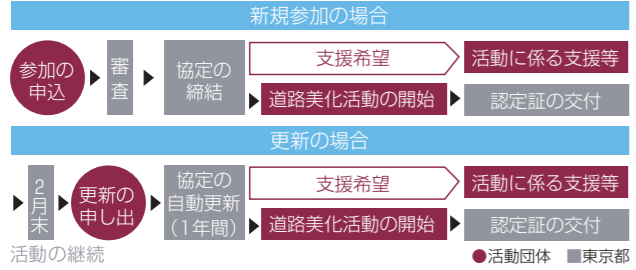 新規参加の場合
参加の
申込
審
査
協定の
締結
支援希望
活動に係る支援等
道路美化活動の開始
認定証の交付
更新の場合
2
月
末
更新の
申し出
協定の
自動更新
(1年間)
支援希望
活動に係る支援等
道路美化活動の開始
認定証の交付
活動の継続
●活動団体 ■東京都